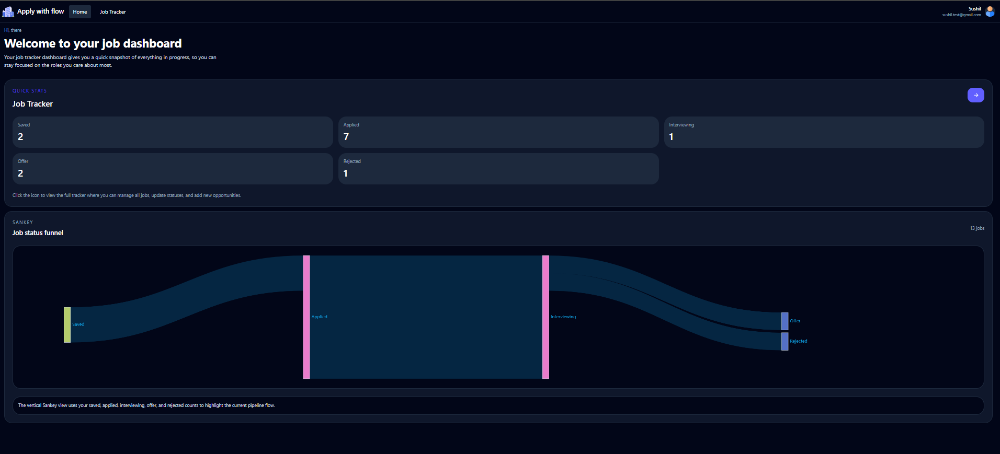 Apply with flow
Home
Job Tracker
Sushil
sushil.test@gmail.com
Hi, there
Welcome to your job dashboard
Your job tracker dashboard gives you a quick snapshot of everything in progress, so you can
stay focused on the roles you care about most.
QUICK STATS
Job Tracker
Saved
2
Applied
7
Interviewing
1
Offer
2
Rejected
1
Click the icon to view the full tracker where you can manage all jobs, update statuses, and add new opportunities.
SANKEY
Job status funnel
13 jobs
Saved
Applied
Interviewing
Offer
Rejected
The vertical Sankey view uses your saved, applied, interviewing, offer, and rejected counts to highlight the current pipeline flow.